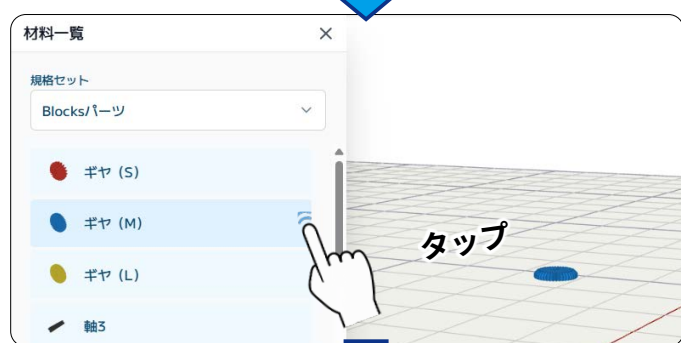 材料一覧
規格セット
Blocksパーツ
ギヤ（S）
ギヤ（M）
タップ
ギヤ（L）
軸3